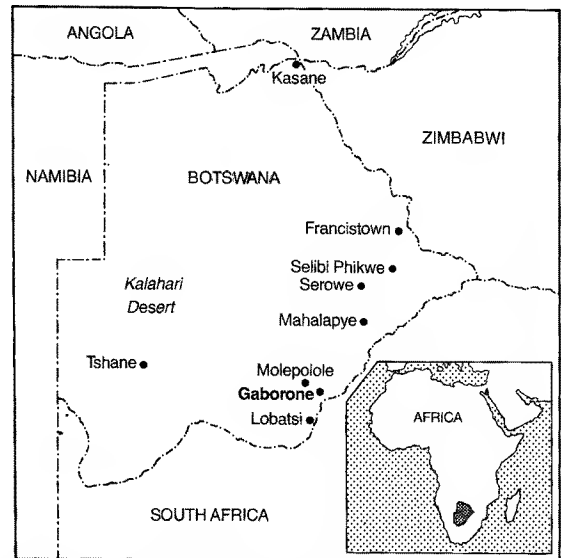 ANGOLA
ZAMBIA
Kasane
ZIMBABWI
NAMIBIA
BOTSWANA
Francistown
Selibi Phikwe
Serowe
Kalahari
Desert
Mahalapye
Tshane
Molepolole
Gaborone
Lobatsi
AFRICA
SOUTH AFRICA